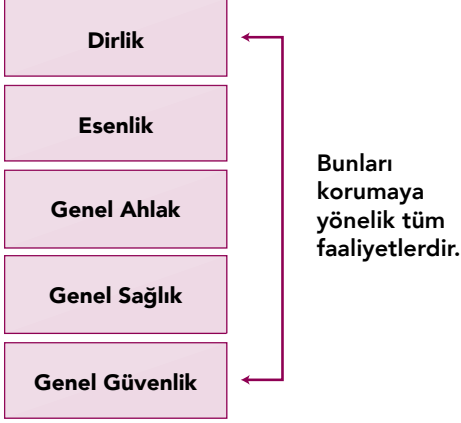 Dirlik
Esenlik
Genel Ahlak
Genel Sağlık
Genel Güvenlik
Bunları
korumaya
yönelik tüm
faaliyetlerdir.